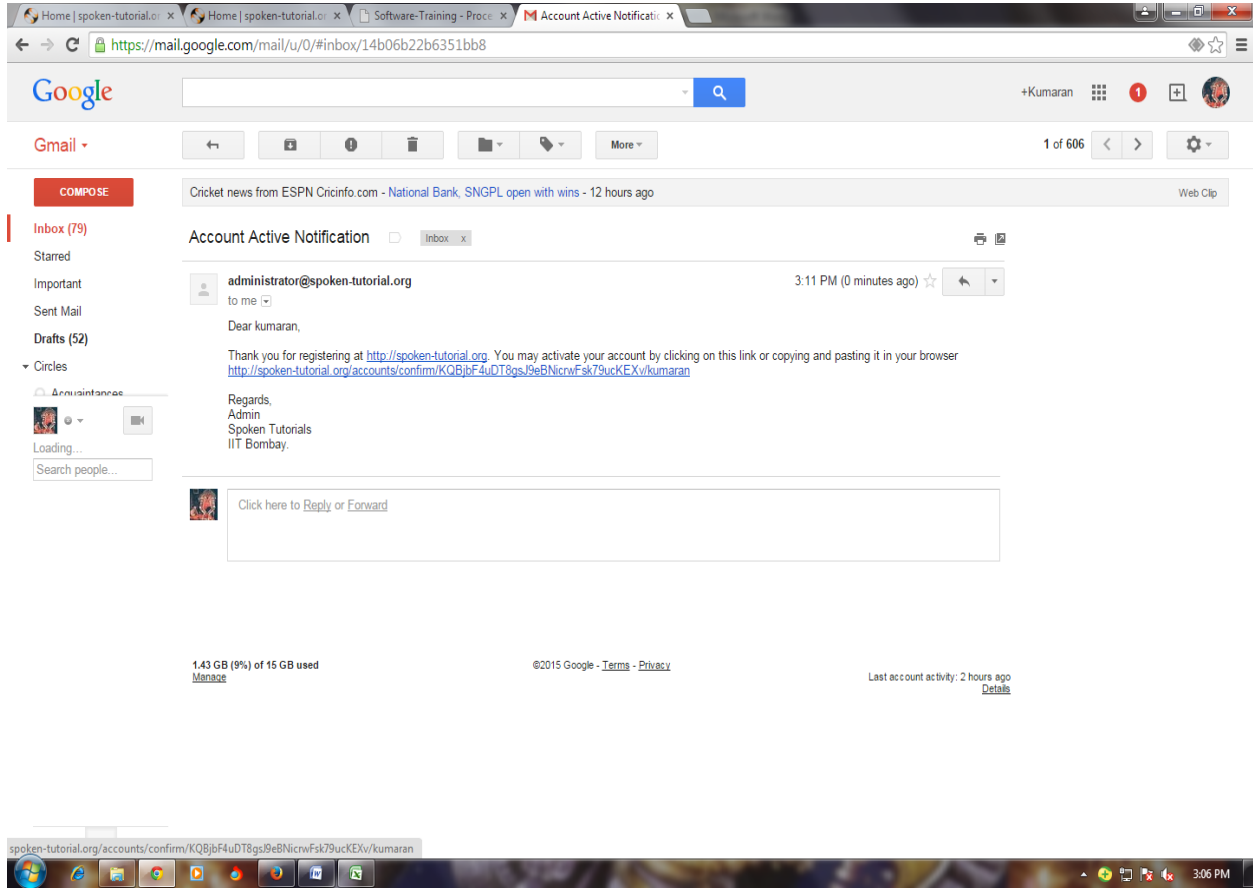 Home | spoken-tutorial.or x Home | spoken-tutorial.or x Software-Training - Proce x Account Active Notificatic x
https://mail.google.com/mail/u/0/#inbox/14b06b22b6351bb8
Google +Kumaran 1
Gmail More 1 of 606
COMPOSE
Cricket news from ESPN Cricinfo.com - National Bank, SNGPL open with wins - 12 hours ago Web Clip
Inbox (79)
Starred
Important
Sent Mail
Drafts (52)
Circles
Acquaintances
Loading...
Search people...
Account Active Notification Inbox x
administrator@spoken-tutorial.org 3:11 PM (0 minutes ago)
to me
Dear kumaran,
Thank you for registering at http://spoken-tutorial.org. You may activate your account by clicking on this link or copying and pasting it in your browser
http://spoken-tutorial.org/accounts/confirm/KQBjbF4uDT8gsJ9eBNicrwFsk79ucKEXv/kumaran
Regards,
Admin
Spoken Tutorials
IIT Bombay.
Click here to Reply or Forward
1.43 GB (9%) of 15 GB used
Manage
©2015 Google - Terms - Privacy
Last account activity: 2 hours ago
Details
spoken-tutorial.org/accounts/confirm/KQBjbF4uDT8gsJ9eBNicrwFsk79ucKEXv/kumaran
3:06 PM